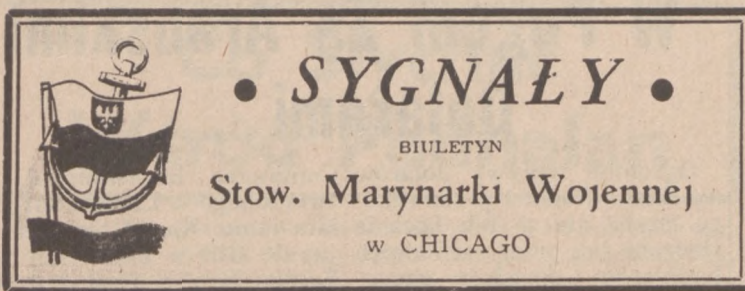 • SYGNAŁY •
BIULETYN
Stow. Marynarki Wojennej
w CHICAGO